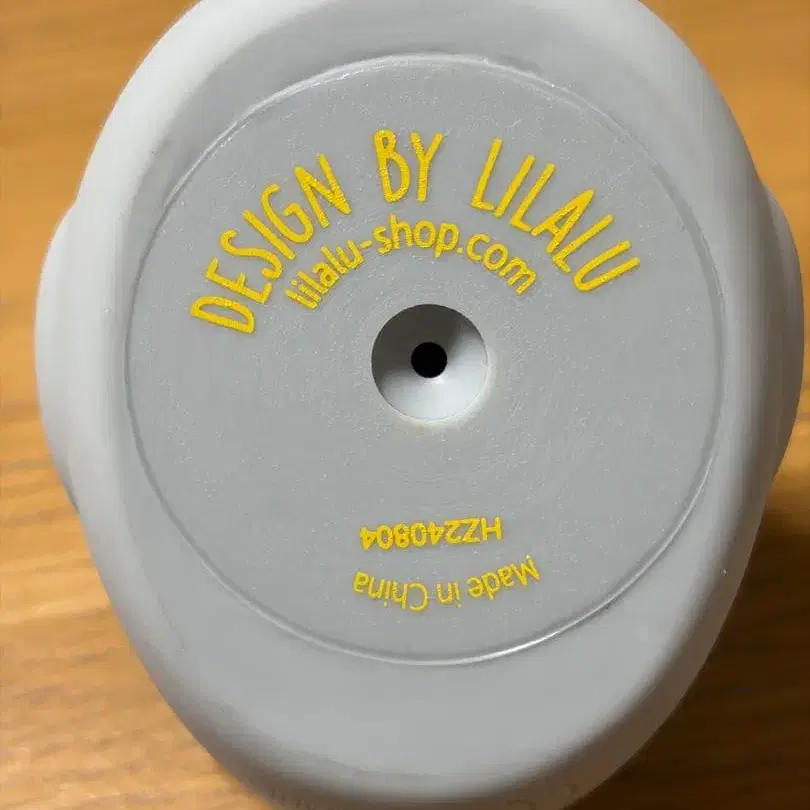 DESIGN BY LILALU
lilalu-shop.com
HZ240804
Made in China